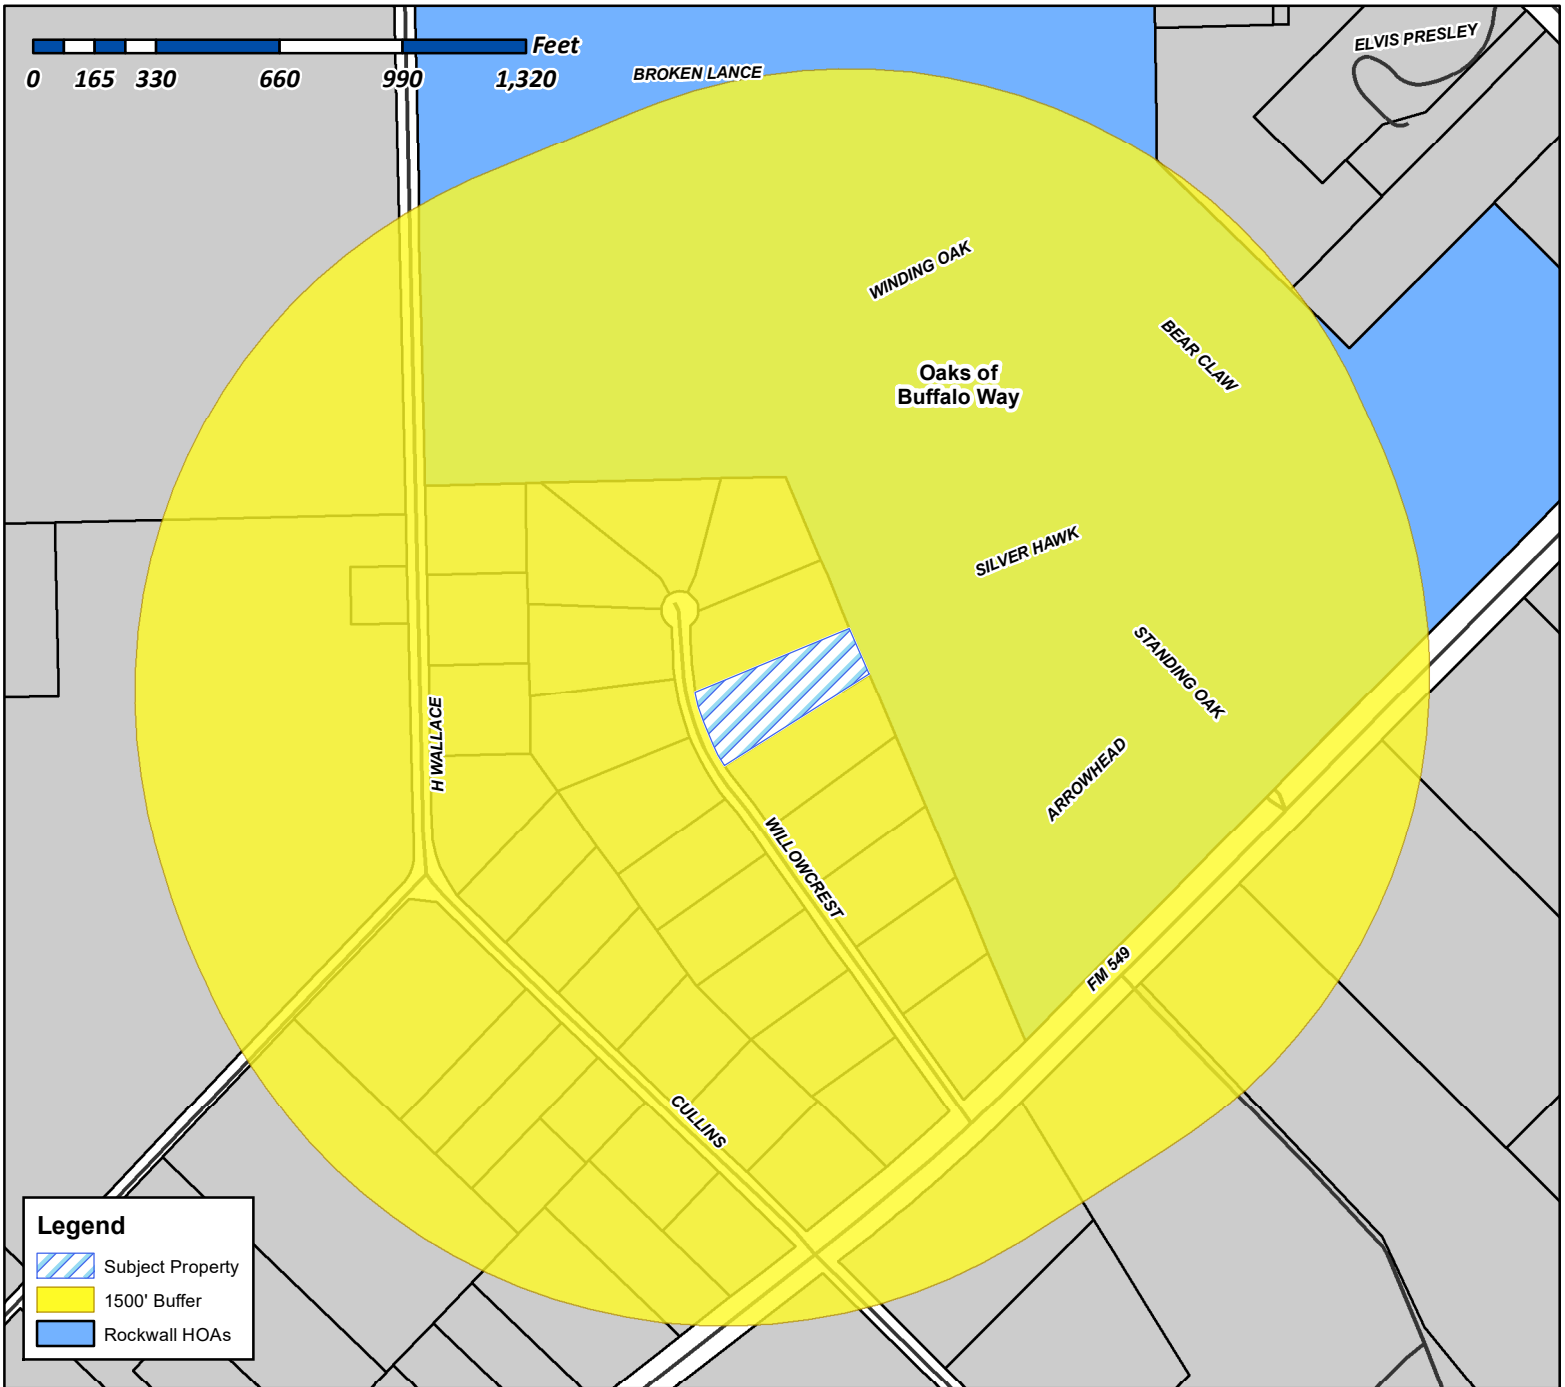 Feet
0 165 330 660 990 1,320
BROKEN LANCE
ELVIS PRESLEY
WINDING OAK
BEAR CLAW
Oaks of
Buffalo Way
SILVER HAWK
STANDING OAK
H WALLACE
ARROWHEAD
WILLOWCREST
FM 549
CULLINS
Legend
Subject Property
1500' Buffer
Rockwall HOAs